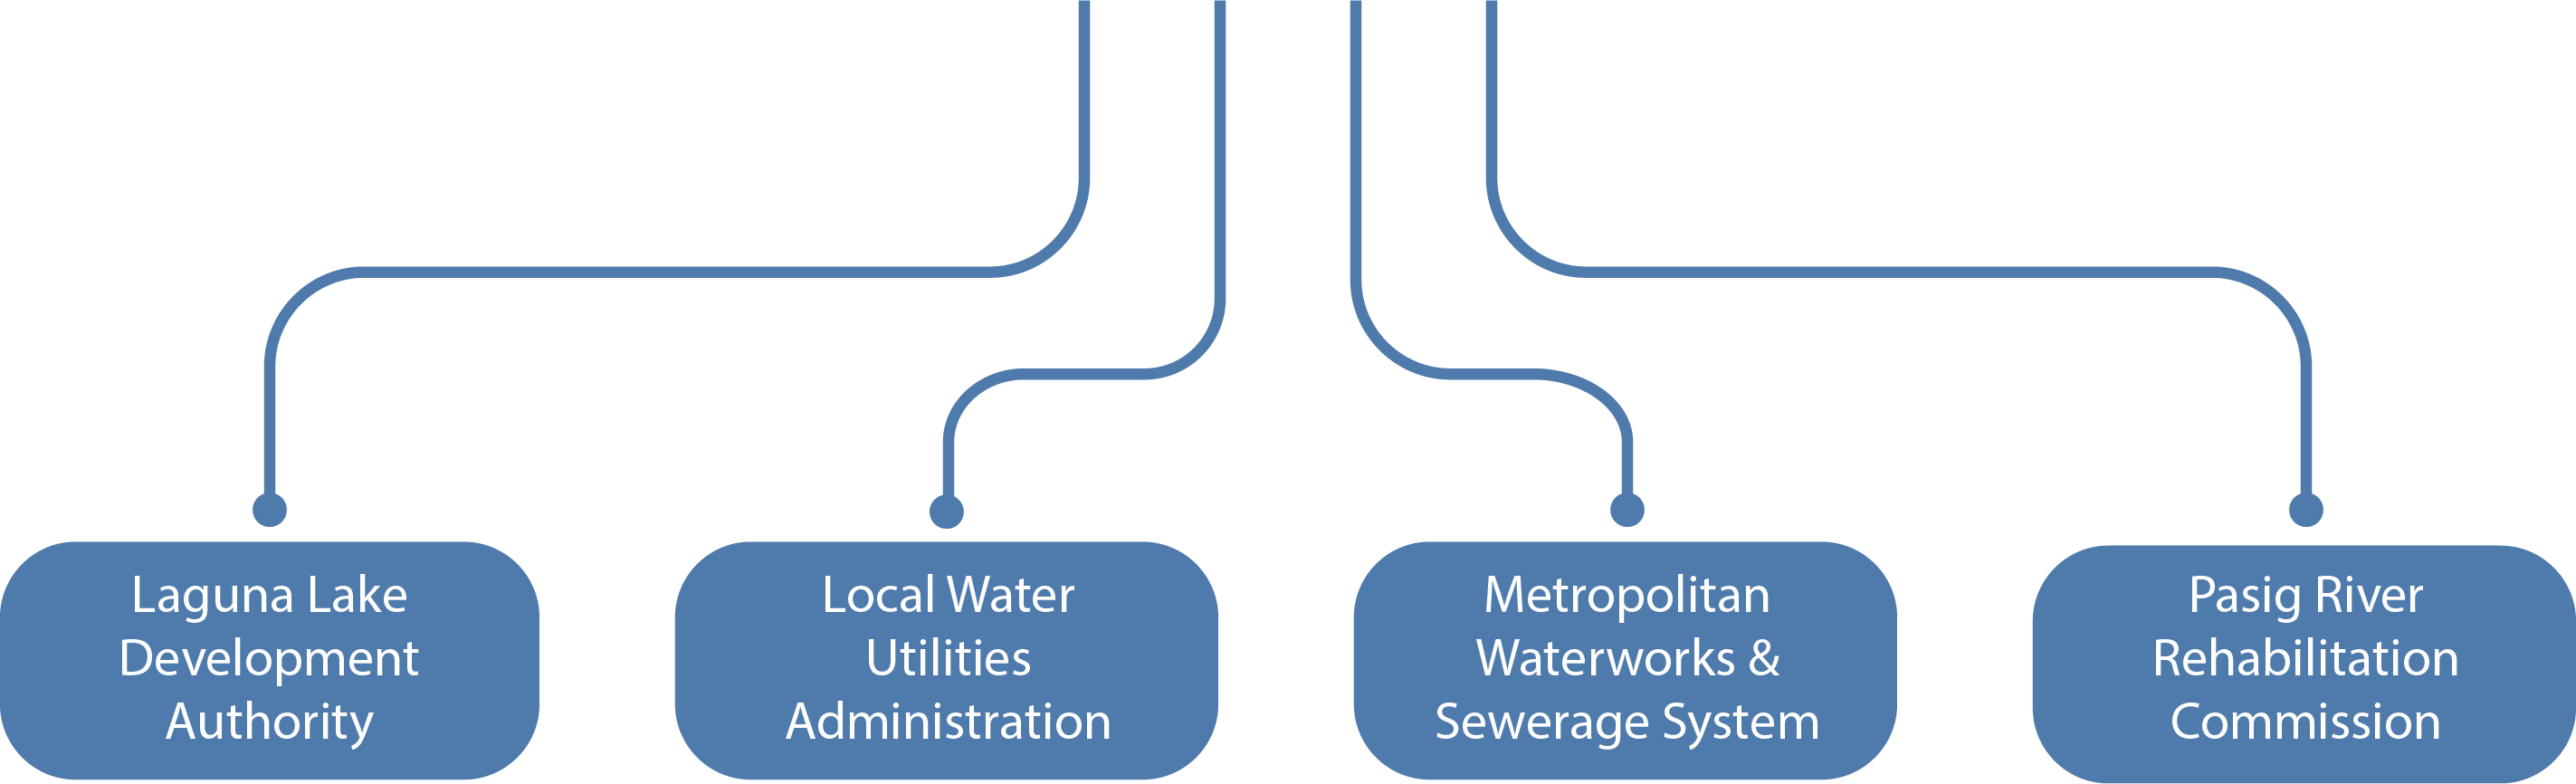 Laguna Lake
Development
Authority
Local Water
Utilities
Administration
Metropolitan
Waterworks &
Sewerage System
Pasig River
Rehabilitation
Commission